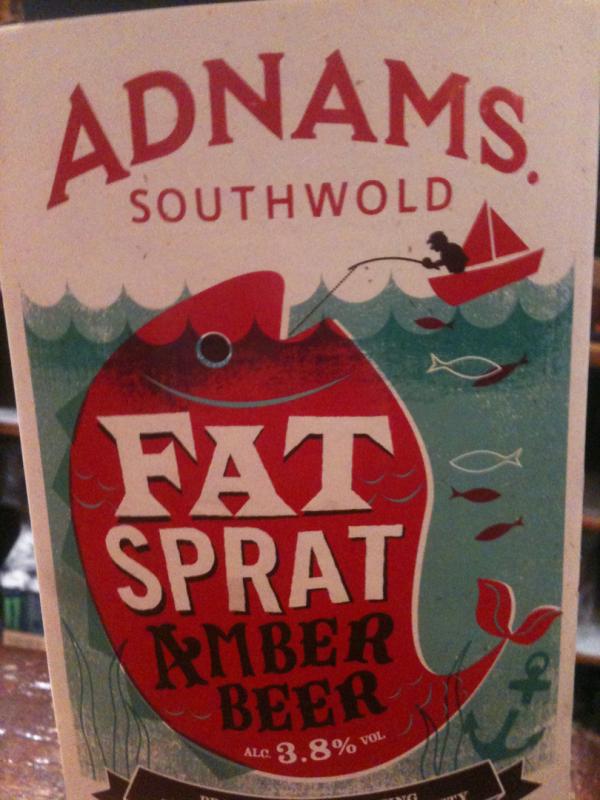 ADNAMS.
SOUTHWOLD
FAT
SPRAT
AMBER
BEER
ALC. 3.8% VOL